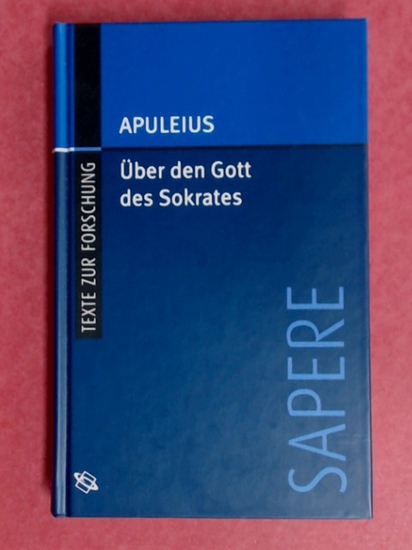 APULEIUS
Über den Gott
des Sokrates
TEXTE ZUR FORSCHUNG
SAPERE